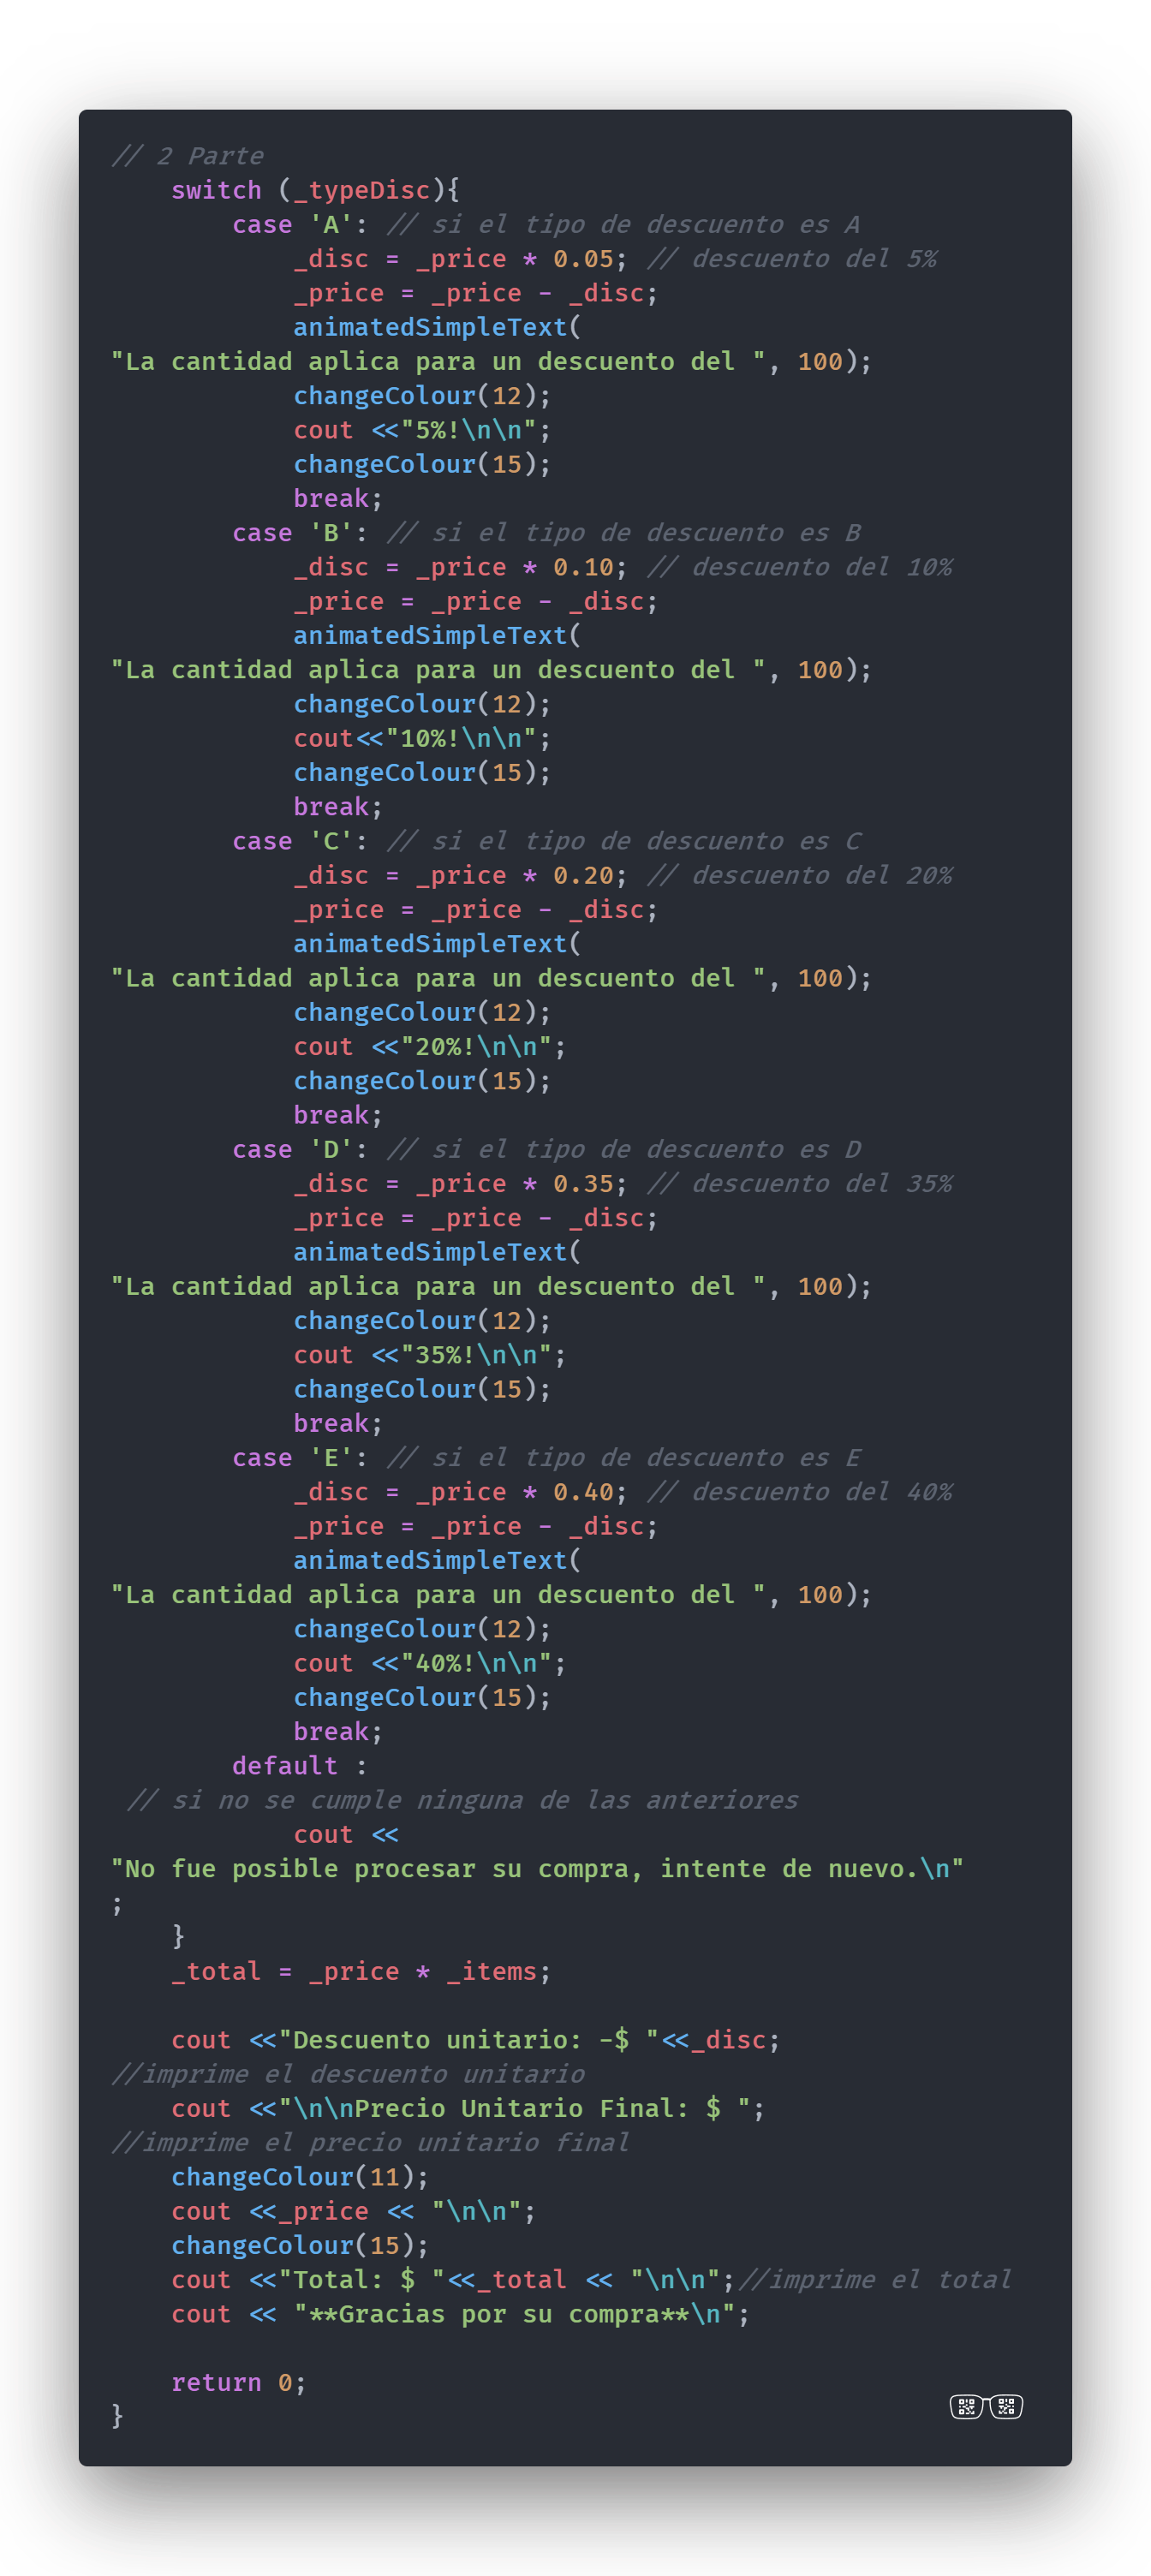 // 2 Parte
    switch (_typeDisc){
        case 'A': // si el tipo de descuento es A
            _disc = _price * 0.05; // descuento del 5%
            _price = _price - _disc;
            animatedSimpleText(
"La cantidad aplica para un descuento del ", 100);
            changeColour(12);
            cout <<"5%!\n\n";
            changeColour(15);
            break;
        case 'B': // si el tipo de descuento es B
            _disc = _price * 0.10; // descuento del 10%
            _price = _price - _disc;
            animatedSimpleText(
"La cantidad aplica para un descuento del ", 100);
            changeColour(12);
            cout<<"10%!\n\n";
            changeColour(15);
            break;
        case 'C': // si el tipo de descuento es C
            _disc = _price * 0.20; // descuento del 20%
            _price = _price - _disc;
            animatedSimpleText(
"La cantidad aplica para un descuento del ", 100);
            changeColour(12);
            cout <<"20%!\n\n";
            changeColour(15);
            break;
        case 'D': // si el tipo de descuento es D
            _disc = _price * 0.35; // descuento del 35%
            _price = _price - _disc;
            animatedSimpleText(
"La cantidad aplica para un descuento del ", 100);
            changeColour(12);
            cout <<"35%!\n\n";
            changeColour(15);
            break;
        case 'E': // si el tipo de descuento es E
            _disc = _price * 0.40; // descuento del 40%
            _price = _price - _disc;
            animatedSimpleText(
"La cantidad aplica para un descuento del ", 100);
            changeColour(12);
            cout <<"40%!\n\n";
            changeColour(15);
            break;
        default :
 // si no se cumple ninguna de las anteriores
            cout <<
"No fue posible procesar su compra, intente de nuevo.\n"
;
    }
    _total = _price * _items;

    cout <<"Descuento unitario: -$ "<<_disc;
//imprime el descuento unitario
    cout <<"\n\nPrecio Unitario Final: $ ";
//imprime el precio unitario final
    changeColour(11);
    cout <<_price << "\n\n";
    changeColour(15);
    cout <<"Total: $ "<<_total << "\n\n";//imprime el total
    cout << "**Gracias por su compra**\n";

    return 0;
}